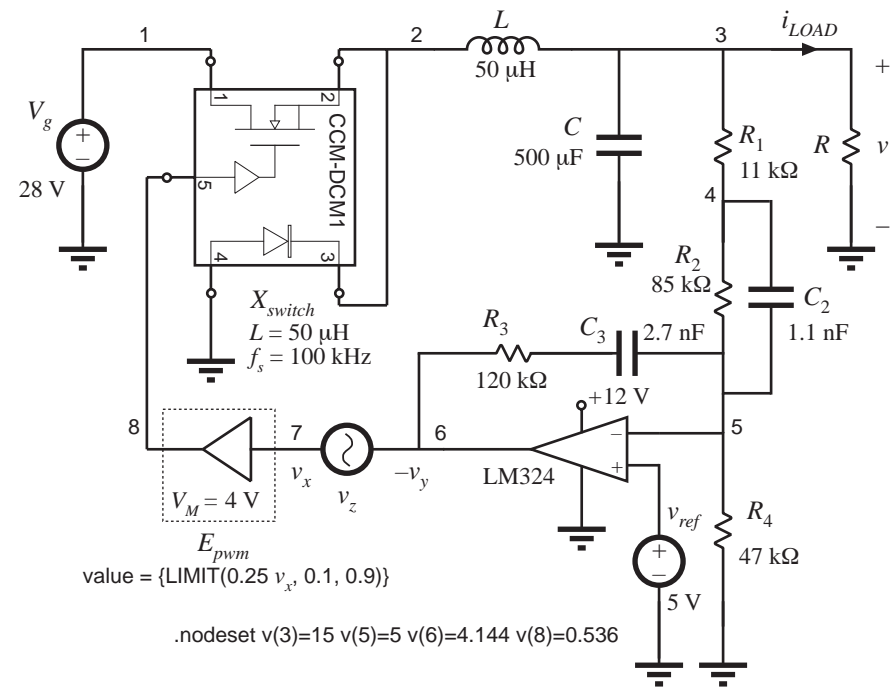 1
2
L
50 μH
3
i_LOAD
+
V_g
+
–
28 V
1
2
CCM-DCM1
5
4
3
C
500 μF
R_1
11 kΩ
R
v
–
4
R_2
85 kΩ
C_2
1.1 nF
X_switch
L = 50 μH
f_s = 100 kHz
R_3
120 kΩ
C_3
2.7 nF
+12 V
8
7
6
5
–
+
LM324
V_M = 4 V
v_x
v_z
–v_y
v_ref
R_4
47 kΩ
+
–
5 V
E_pwm
value = {LIMIT(0.25 v_x, 0.1, 0.9)}
.nodeset v(3)=15 v(5)=5 v(6)=4.144 v(8)=0.536